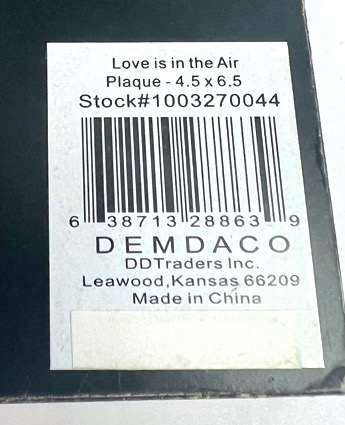 Love is in the Air
Plaque - 4.5 x 6.5
Stock#1003270044
6 38713 28863 9
DEMDACO
DDTraders Inc.
Leawood,Kansas 66209
Made in China